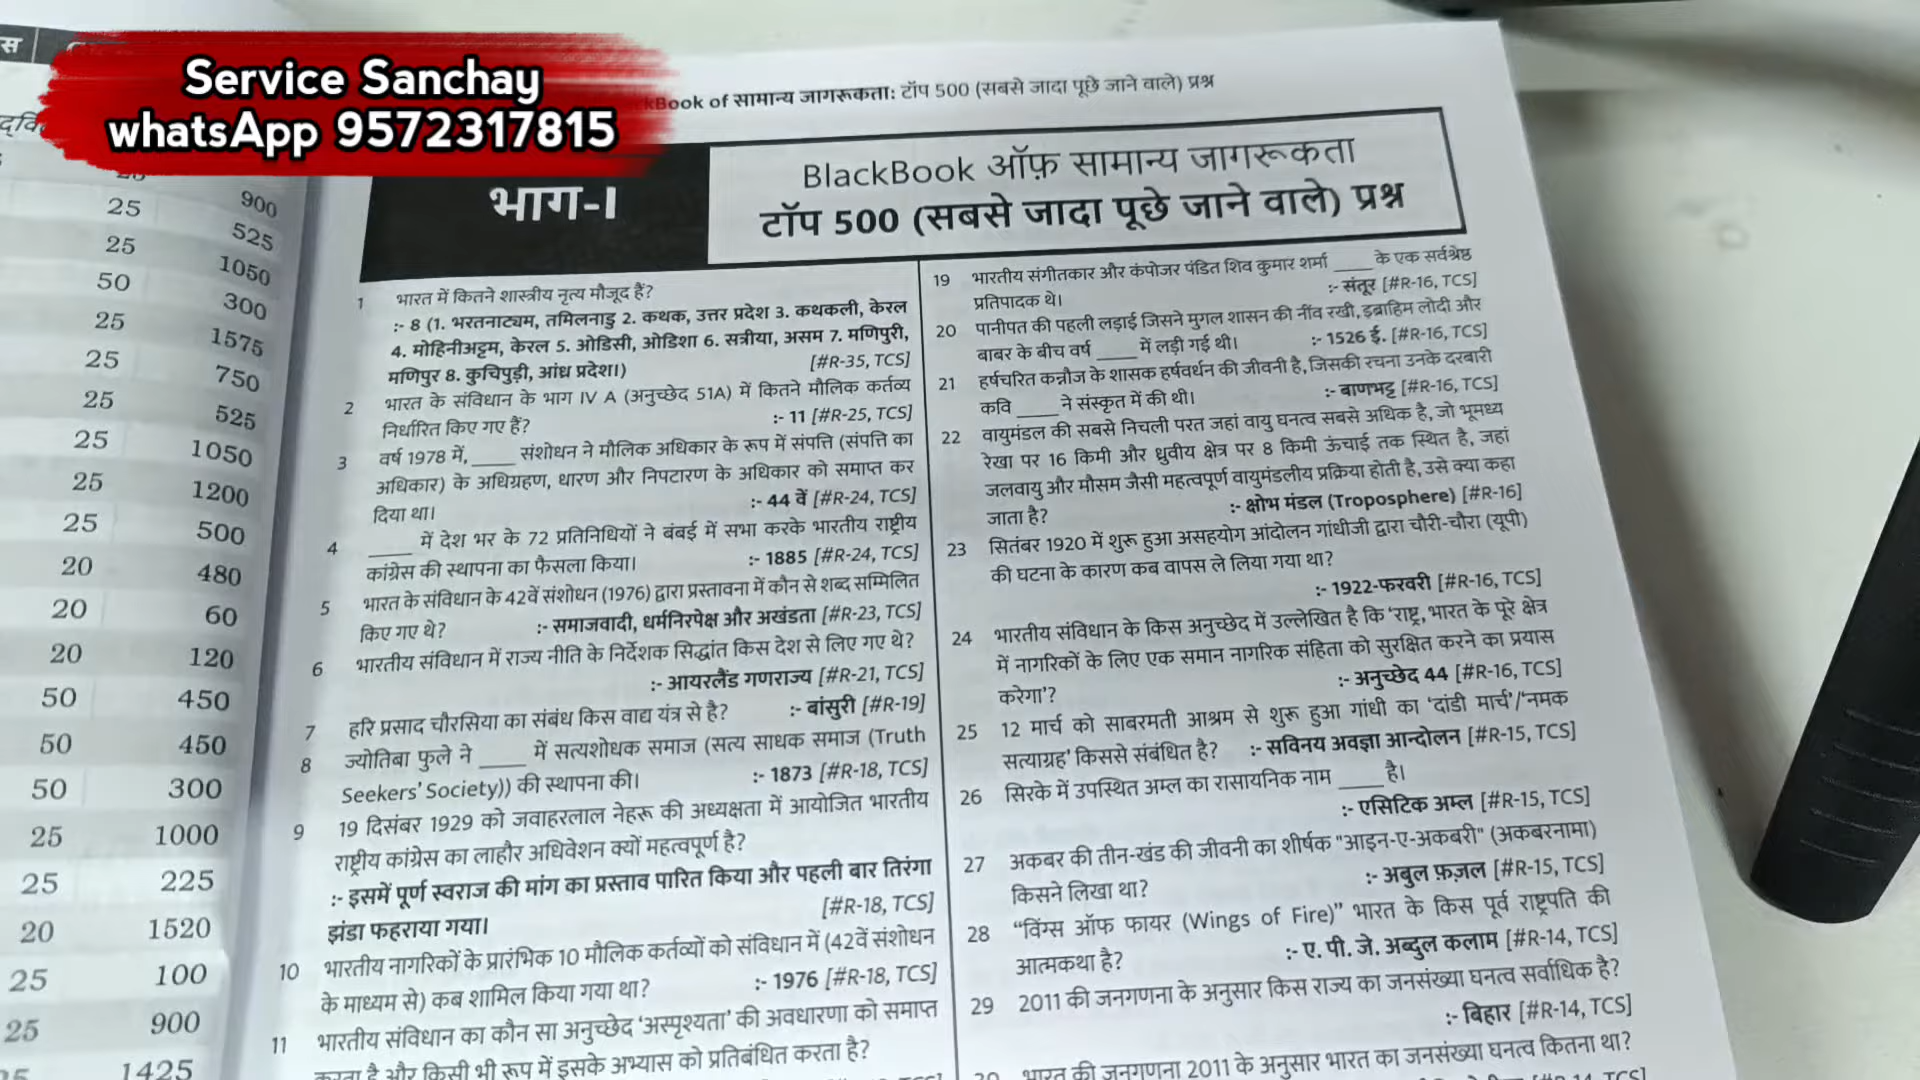 Service Sanchay
whatsApp 9572317815
स
kBook of सामान्य जागरूकता: टॉप 500 (सबसे जादा पूछे जाने वाले) प्रश्न
भाग-I
BlackBook ऑफ़ सामान्य जागरूकता
टॉप 500 (सबसे जादा पूछे जाने वाले) प्रश्न
25 900
25 525
25 1050
50 300
25 1575
25 750
25 525
25 1050
25 1200
25 500
20 480
20 60
20 120
50 450
50 450
50 300
25 1000
25 225
20 1520
25 100
25 900
1425
1 भारत में कितने शास्त्रीय नृत्य मौजूद हैं?
:- 8 (1. भरतनाट्यम, तमिलनाडु 2. कथक, उत्तर प्रदेश 3. कथकली, केरल
4. मोहिनीअट्टम, केरल 5. ओडिसी, ओडिशा 6. सत्रीया, असम 7. मणिपुरी,
मणिपुर 8. कुचिपुड़ी, आंध्र प्रदेश।) [#R-35, TCS]
2 भारत के संविधान के भाग IV A (अनुच्छेद 51A) में कितने मौलिक कर्तव्य
निर्धारित किए गए हैं? :- 11 [#R-25, TCS]
3 वर्ष 1978 में, ____ संशोधन ने मौलिक अधिकार के रूप में संपत्ति (संपत्ति का
अधिकार) के अधिग्रहण, धारण और निपटारण के अधिकार को समाप्त कर
दिया था। :- 44 वें [#R-24, TCS]
4 ____ में देश भर के 72 प्रतिनिधियों ने बंबई में सभा करके भारतीय राष्ट्रीय
कांग्रेस की स्थापना का फैसला किया। :- 1885 [#R-24, TCS]
5 भारत के संविधान के 42वें संशोधन (1976) द्वारा प्रस्तावना में कौन से शब्द सम्मिलित
किए गए थे? :- समाजवादी, धर्मनिरपेक्ष और अखंडता [#R-23, TCS]
6 भारतीय संविधान में राज्य नीति के निर्देशक सिद्धांत किस देश से लिए गए थे?
:- आयरलैंड गणराज्य [#R-21, TCS]
7 हरि प्रसाद चौरसिया का संबंध किस वाद्य यंत्र से है? :- बांसुरी [#R-19]
8 ज्योतिबा फुले ने ____ में सत्यशोधक समाज (सत्य साधक समाज (Truth
Seekers' Society)) की स्थापना की। :- 1873 [#R-18, TCS]
9 19 दिसंबर 1929 को जवाहरलाल नेहरू की अध्यक्षता में आयोजित भारतीय
राष्ट्रीय कांग्रेस का लाहौर अधिवेशन क्यों महत्वपूर्ण है?
:- इसमें पूर्ण स्वराज की मांग का प्रस्ताव पारित किया और पहली बार तिरंगा
झंडा फहराया गया। [#R-18, TCS]
10 भारतीय नागरिकों के प्रारंभिक 10 मौलिक कर्तव्यों को संविधान में (42वें संशोधन
के माध्यम से) कब शामिल किया गया था? :- 1976 [#R-18, TCS]
11 भारतीय संविधान का कौन सा अनुच्छेद 'अस्पृश्यता' की अवधारणा को समाप्त
करता है और किसी भी रूप में इसके अभ्यास को प्रतिबंधित करता है?
19 भारतीय संगीतकार और कंपोजर पंडित शिव कुमार शर्मा ____ के एक सर्वश्रेष्ठ
प्रतिपादक थे। :- संतूर [#R-16, TCS]
20 पानीपत की पहली लड़ाई जिसने मुगल शासन की नींव रखी, इब्राहिम लोदी और
बाबर के बीच वर्ष ____ में लड़ी गई थी। :- 1526 ई. [#R-16, TCS]
21 हर्षचरित कन्नौज के शासक हर्षवर्धन की जीवनी है, जिसकी रचना उनके दरबारी
कवि ____ ने संस्कृत में की थी। :- बाणभट्ट [#R-16, TCS]
22 वायुमंडल की सबसे निचली परत जहां वायु घनत्व सबसे अधिक है, जो भूमध्य
रेखा पर 16 किमी और ध्रुवीय क्षेत्र पर 8 किमी ऊंचाई तक स्थित है, जहां
जलवायु और मौसम जैसी महत्वपूर्ण वायुमंडलीय प्रक्रिया होती है, उसे क्या कहा
जाता है? :- क्षोभ मंडल (Troposphere) [#R-16]
23 सितंबर 1920 में शुरू हुआ असहयोग आंदोलन गांधीजी द्वारा चौरी-चौरा (यूपी)
की घटना के कारण कब वापस ले लिया गया था?
:- 1922-फरवरी [#R-16, TCS]
24 भारतीय संविधान के किस अनुच्छेद में उल्लेखित है कि 'राष्ट्र, भारत के पूरे क्षेत्र
में नागरिकों के लिए एक समान नागरिक संहिता को सुरक्षित करने का प्रयास
करेगा'? :- अनुच्छेद 44 [#R-16, TCS]
25 12 मार्च को साबरमती आश्रम से शुरू हुआ गांधी का 'दांडी मार्च'/'नमक
सत्याग्रह' किससे संबंधित है? :- सविनय अवज्ञा आन्दोलन [#R-15, TCS]
26 सिरके में उपस्थित अम्ल का रासायनिक नाम ____ है।
:- एसिटिक अम्ल [#R-15, TCS]
27 अकबर की तीन-खंड की जीवनी का शीर्षक "आइन-ए-अकबरी" (अकबरनामा)
किसने लिखा था? :- अबुल फ़ज़ल [#R-15, TCS]
28 “विंग्स ऑफ फायर (Wings of Fire)” भारत के किस पूर्व राष्ट्रपति की
आत्मकथा है? :- ए. पी. जे. अब्दुल कलाम [#R-14, TCS]
29 2011 की जनगणना के अनुसार किस राज्य का जनसंख्या घनत्व सर्वाधिक है?
:- बिहार [#R-14, TCS]
भारत की जनगणना 2011 के अनुसार भारत का जनसंख्या घनत्व कितना था?